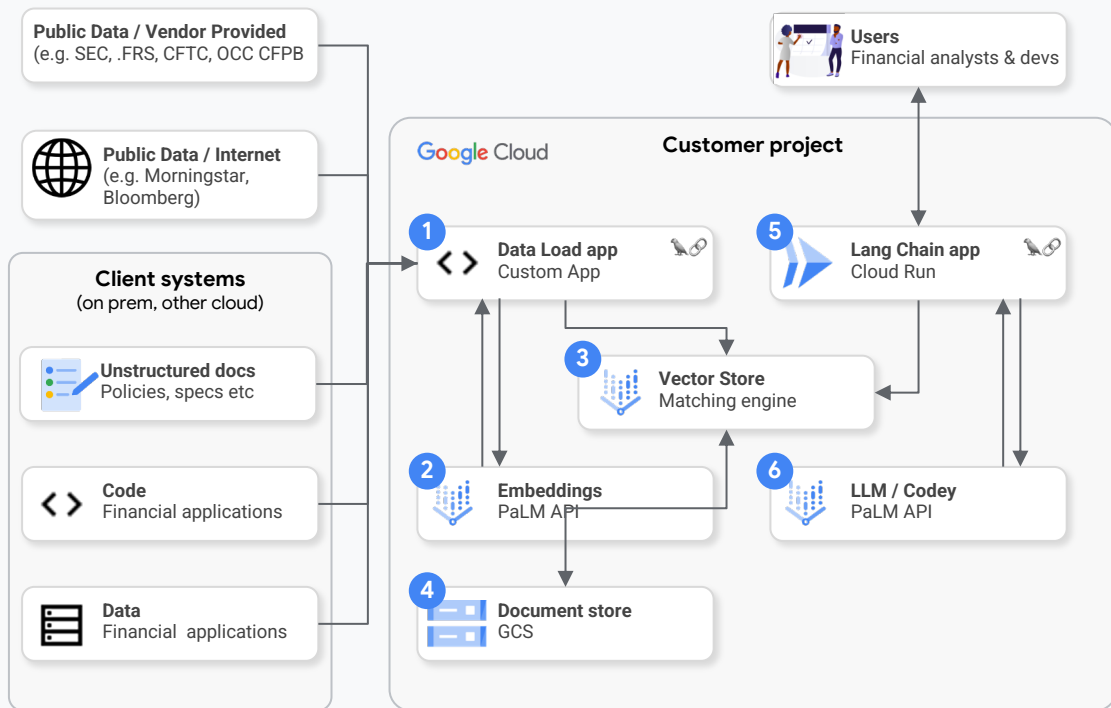 Public Data / Vendor Provided
(e.g. SEC, .FRS, CFTC, OCC CFPB
Public Data / Internet
(e.g. Morningstar,
Bloomberg)
Client systems
(on prem, other cloud)
Unstructured docs
Policies, specs etc
Code
Financial applications
Data
Financial applications
Users
Financial analysts & devs
Google Cloud
Customer project
1
Data Load app
Custom App
5
Lang Chain app
Cloud Run
3
Vector Store
Matching engine
2
Embeddings
PaLM API
6
LLM / Codey
PaLM API
4
Document store
GCS